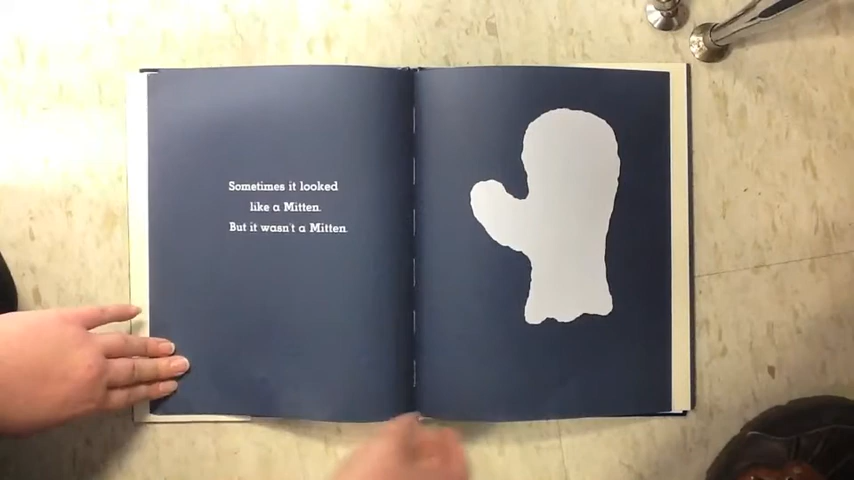 Sometimes it looked
like a Mitten.
But it wasn't a Mitten.